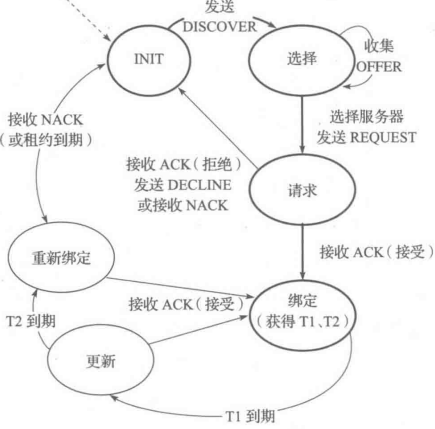 发送
DISCOVER
INIT
选择
收集
OFFER
接收 NACK
（或租约到期）
选择服务器
发送 REQUEST
接收 ACK（拒绝）
发送 DECLINE
或接收 NACK
请求
重新绑定
接收 ACK（接受）
T2 到期
接收 ACK（接受）
绑定
（获得 T1、T2）
更新
T1 到期